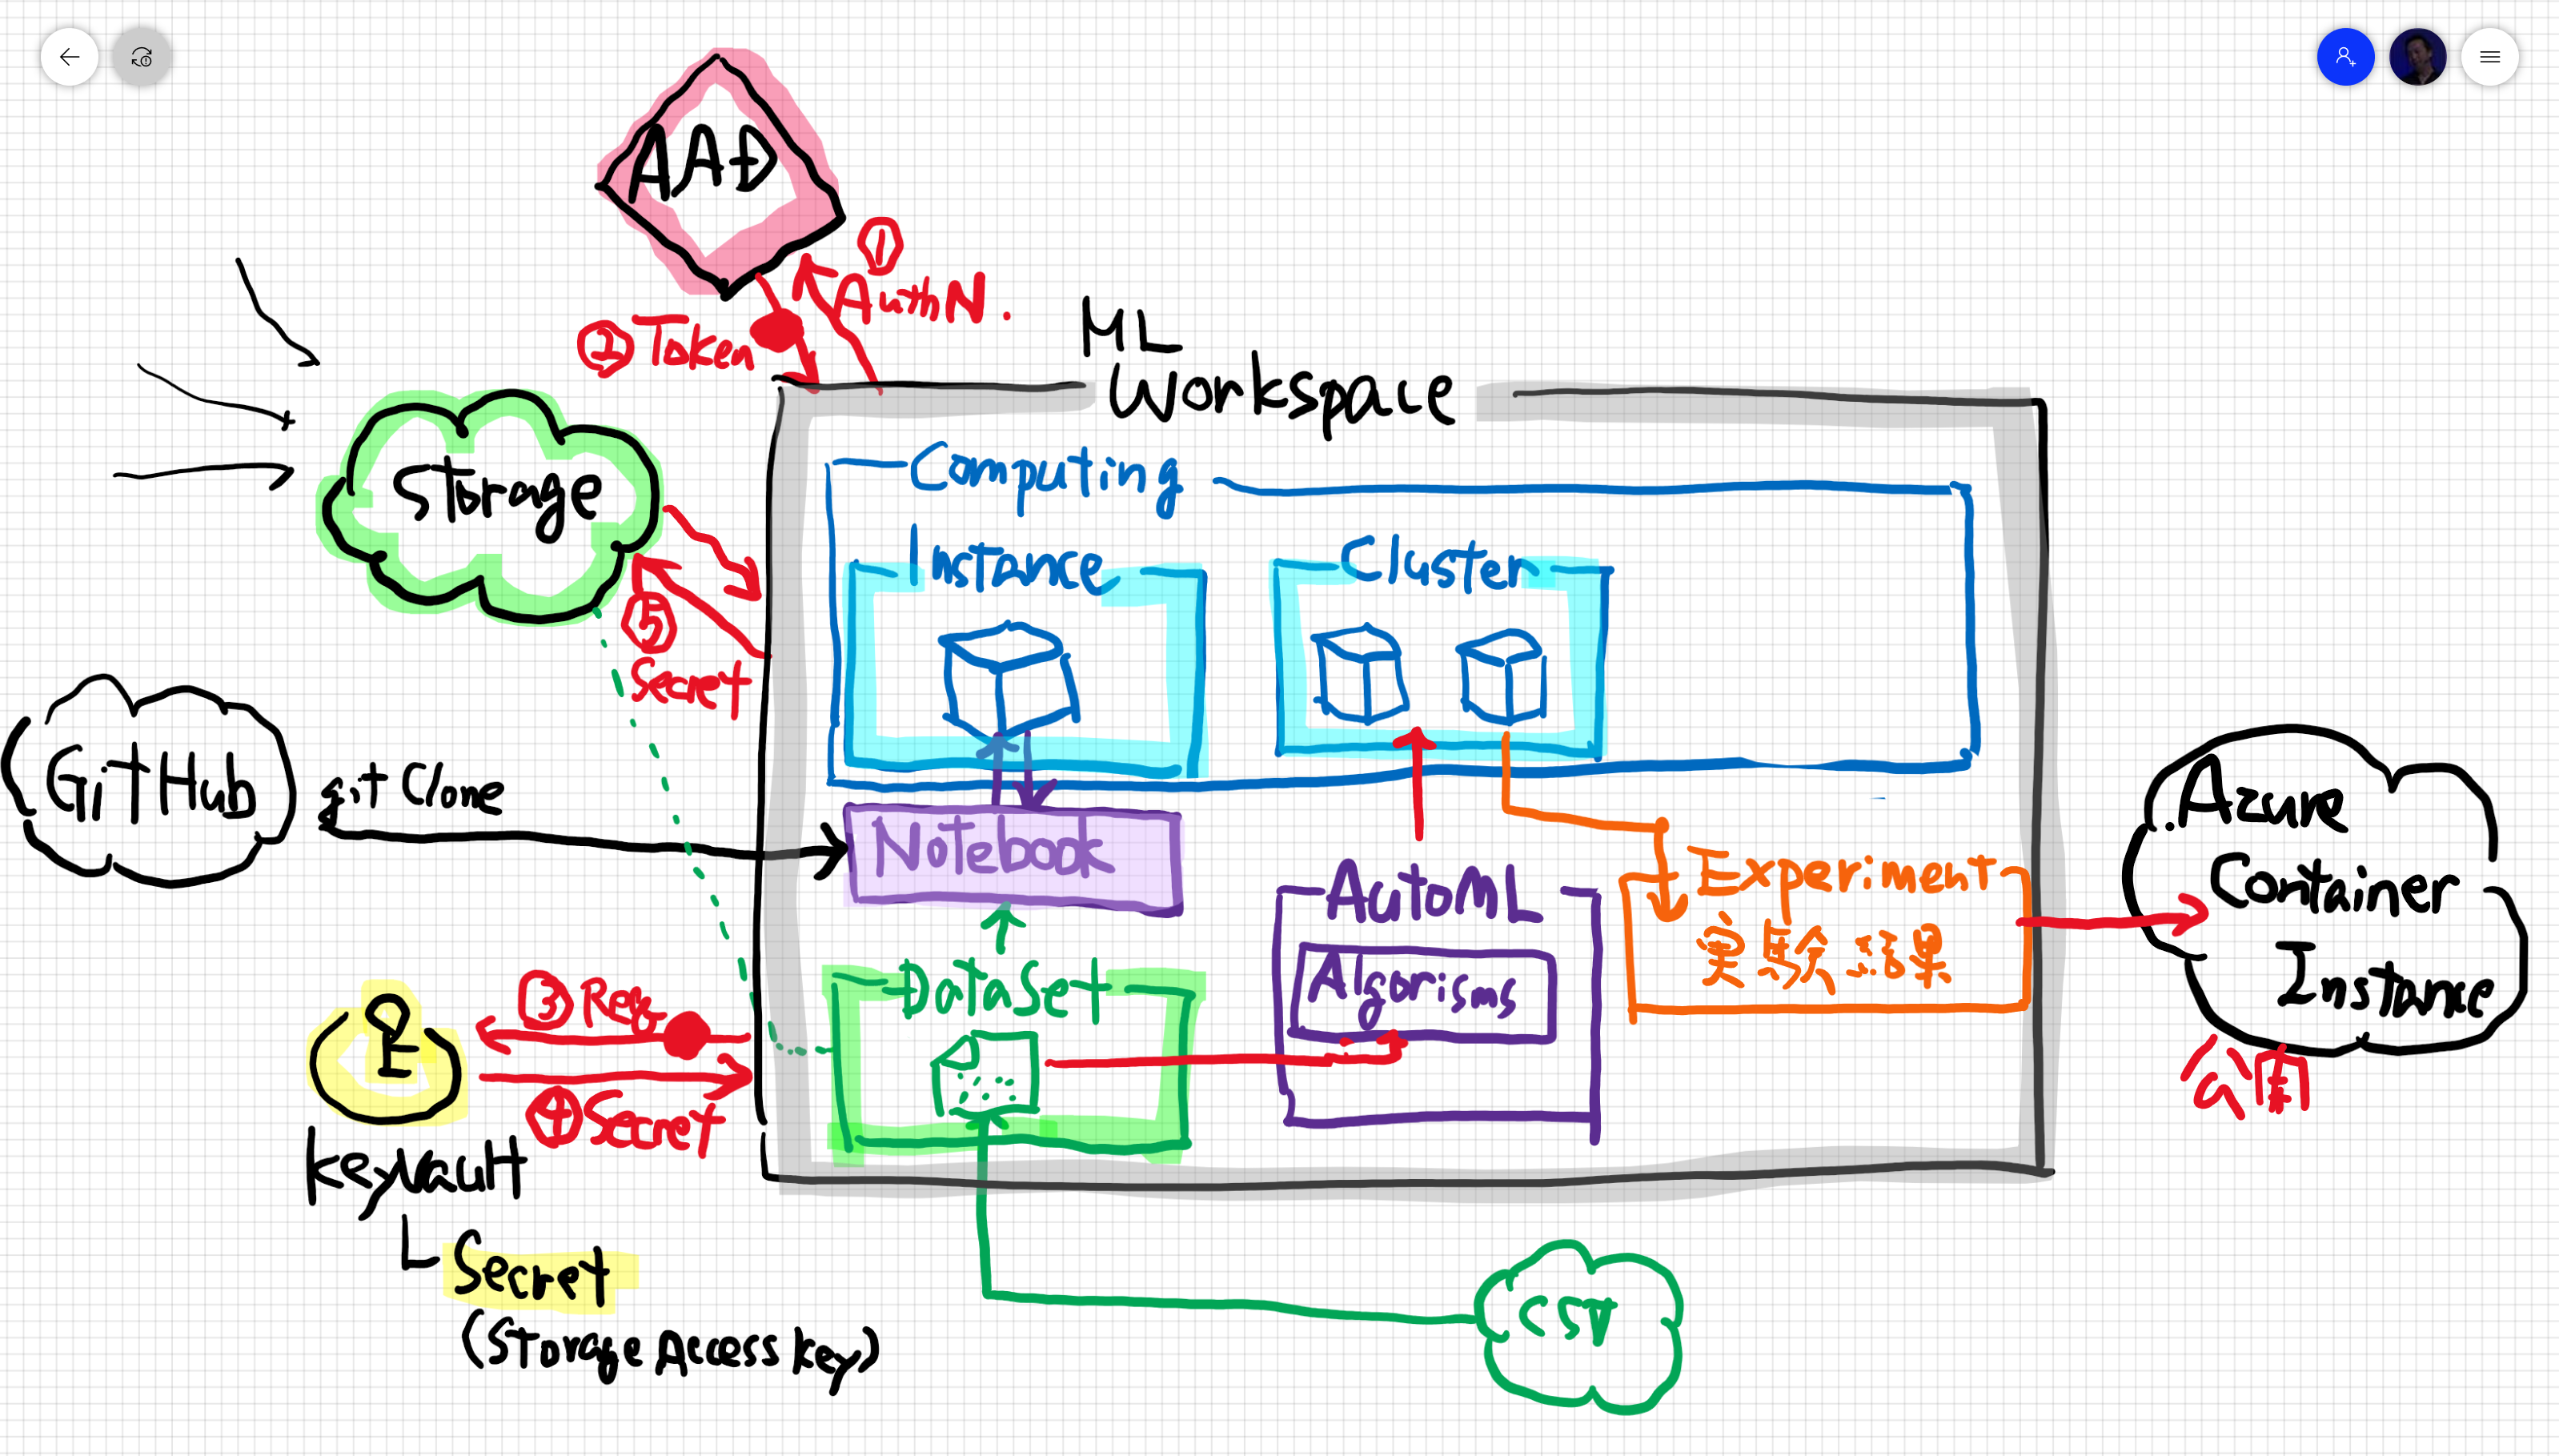 AAD
① AuthN.
② Token
ML
Workspace
Storage
Computing
Instance
Cluster
⑤
Secret
GitHub
git Clone
Notebook
AutoML
Algorisms
Experiment
実験結果
Azure
Container
Instance
公開
DataSet
③ Req
④ Secret
keyvault
Secret
(Storage Access key)
CSV